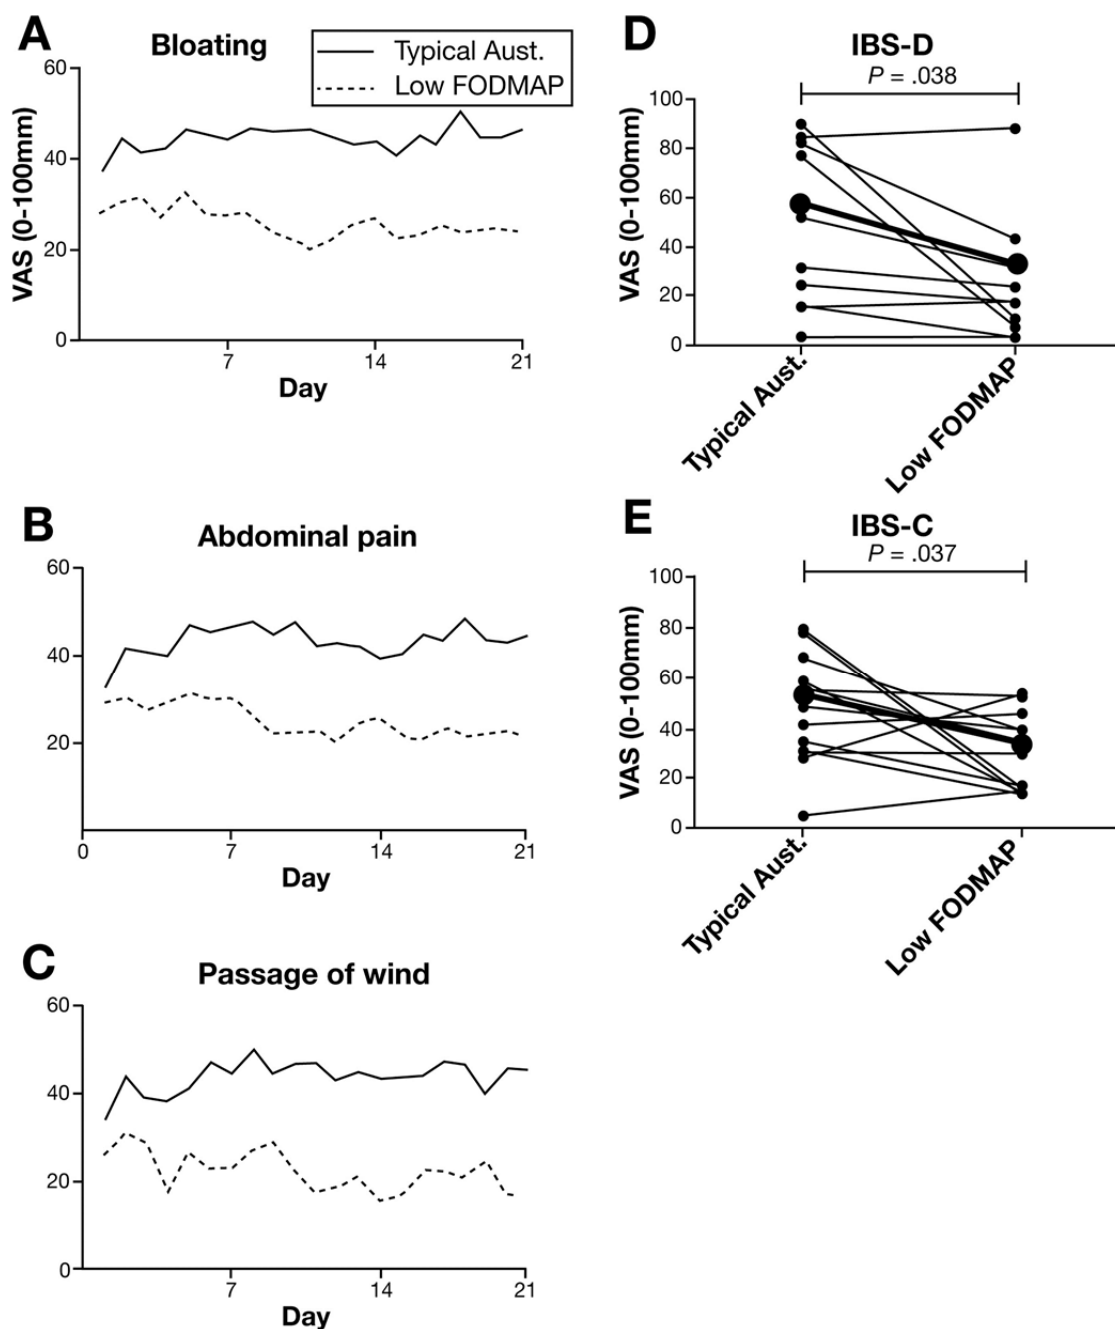 A
Bloating
Typical Aust.
Low FODMAP
60
40
20
0
VAS (0-100mm)
7
14
21
Day
B
Abdominal pain
60
40
20
0
7
14
21
Day
C
Passage of wind
60
40
20
0
7
14
21
Day
D
IBS-D
P = .038
100
80
60
40
20
0
VAS (0-100mm)
Typical Aust.
Low FODMAP
E
IBS-C
P = .037
100
80
60
40
20
0
VAS (0-100mm)
Typical Aust.
Low FODMAP